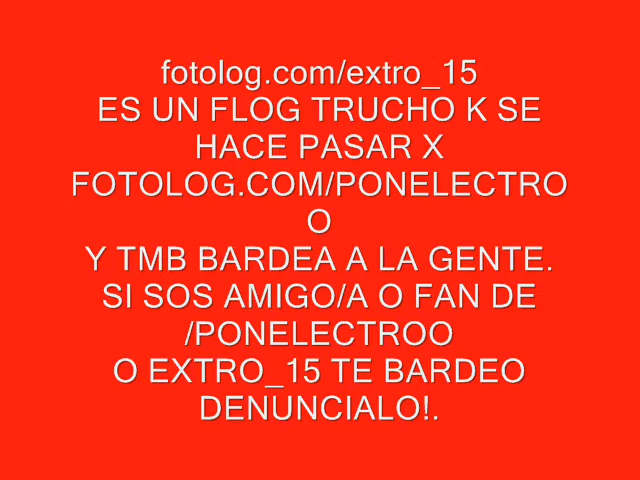 fotolog.com/extro_15
ES UN FLOG TRUCHO K SE
HACE PASAR X
FOTOLOG.COM/PONELECTRO
O
Y TMB BARDEA A LA GENTE.
SI SOS AMIGO/A O FAN DE
/PONELECTROO
O EXTRO_15 TE BARDEO
DENUNCIALO!.